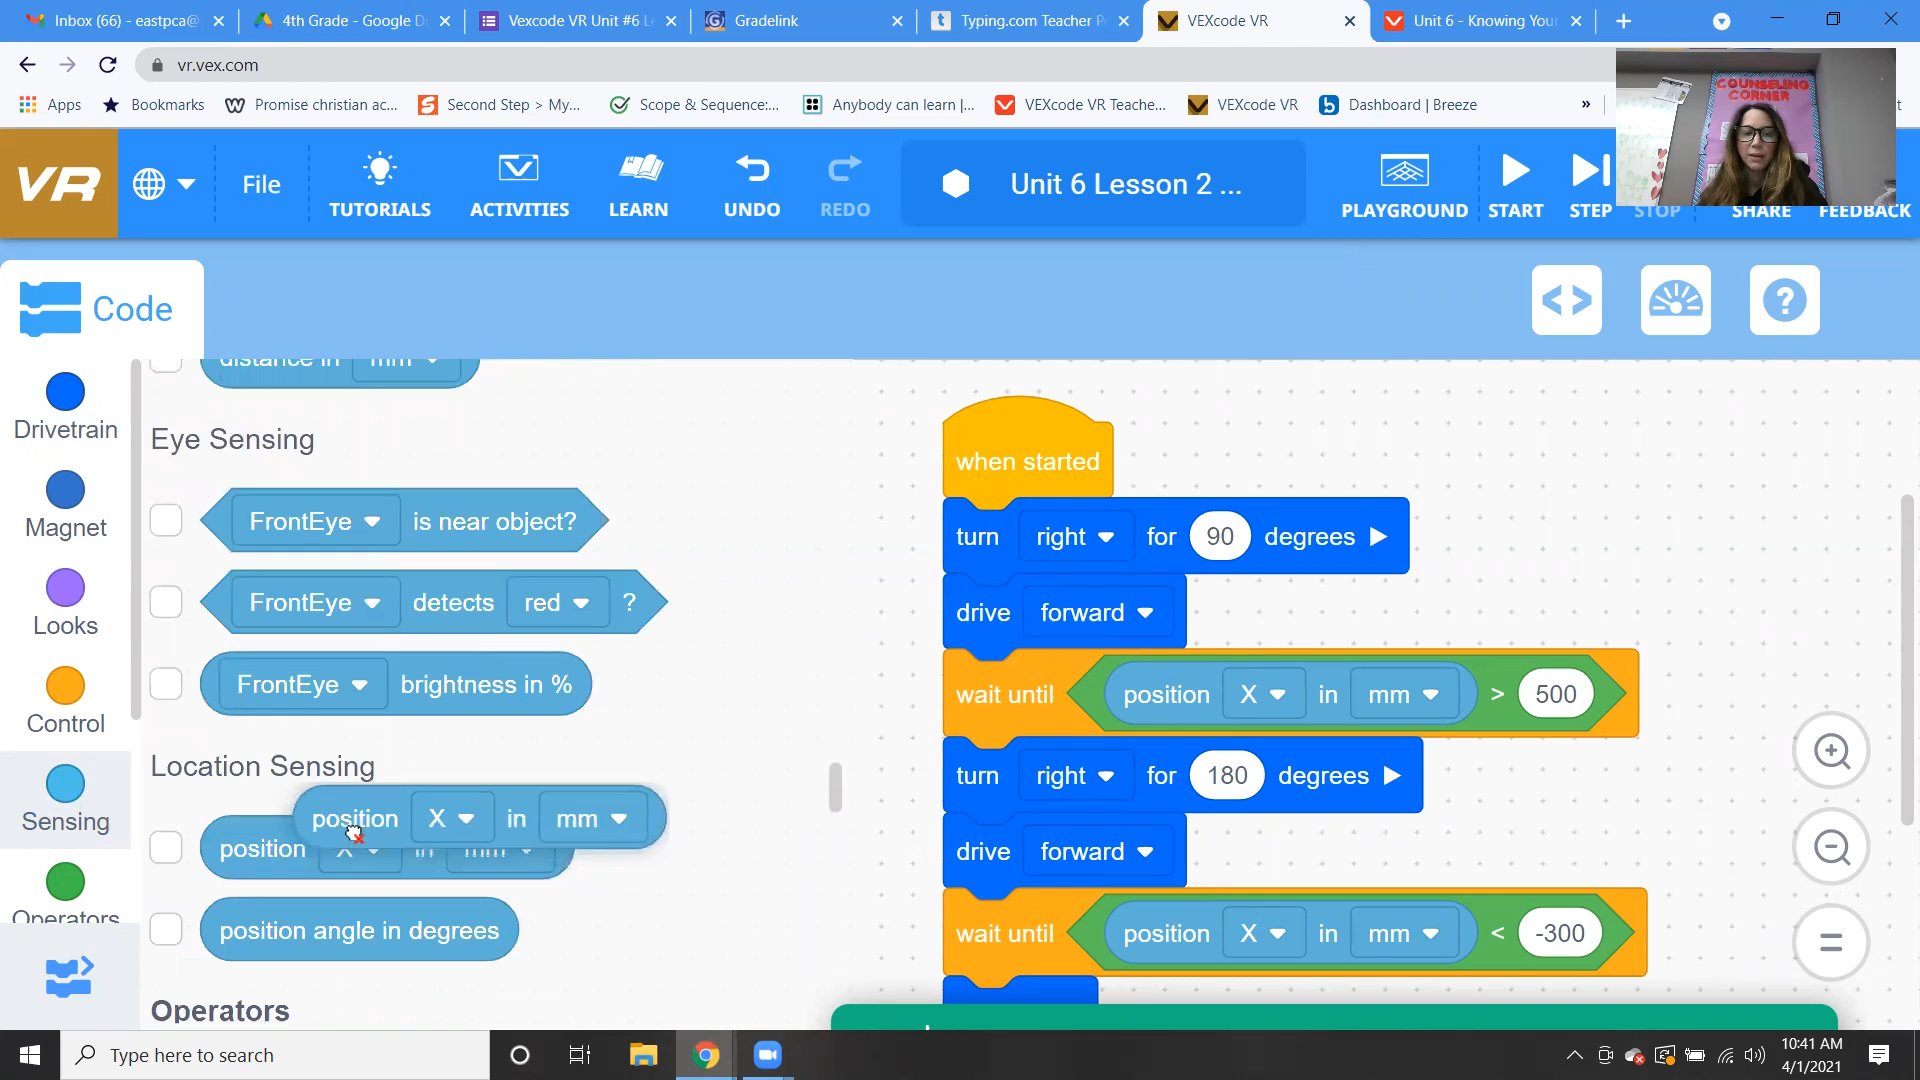 Inbox (66) - eastpca@
4th Grade - Google D
Vexcode VR Unit #6 L
Gradelink
Typing.com Teacher P
VEXcode VR
Unit 6 - Knowing Your
vr.vex.com
Apps
Bookmarks
Promise christian ac...
Second Step > My...
Scope & Sequence:...
Anybody can learn |...
VEXcode VR Teache...
VEXcode VR
Dashboard | Breeze
»
COUNSELING
CORNER
VR
File
TUTORIALS
ACTIVITIES
LEARN
UNDO
REDO
Unit 6 Lesson 2 ...
PLAYGROUND
START
STEP
STOP
SHARE
FEEDBACK
Code
Drivetrain
Magnet
Looks
Control
Sensing
Operators
distance in mm
Eye Sensing
FrontEye is near object?
FrontEye detects red ?
FrontEye brightness in %
Location Sensing
position X in mm
position X in mm
position angle in degrees
Operators
when started
turn right for 90 degrees
drive forward
wait until position X in mm > 500
turn right for 180 degrees
drive forward
wait until position X in mm < -300
Type here to search
10:41 AM
4/1/2021